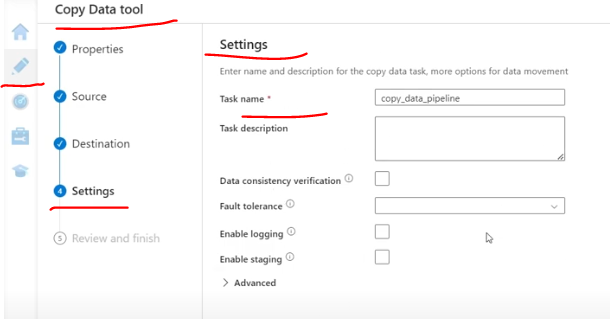 Copy Data tool
Properties
Source
Destination
4 Settings
5 Review and finish
Settings
Enter name and description for the copy data task, more options for data movement
Task name *
copy_data_pipeline
Task description
Data consistency verification
Fault tolerance
Enable logging
Enable staging
Advanced